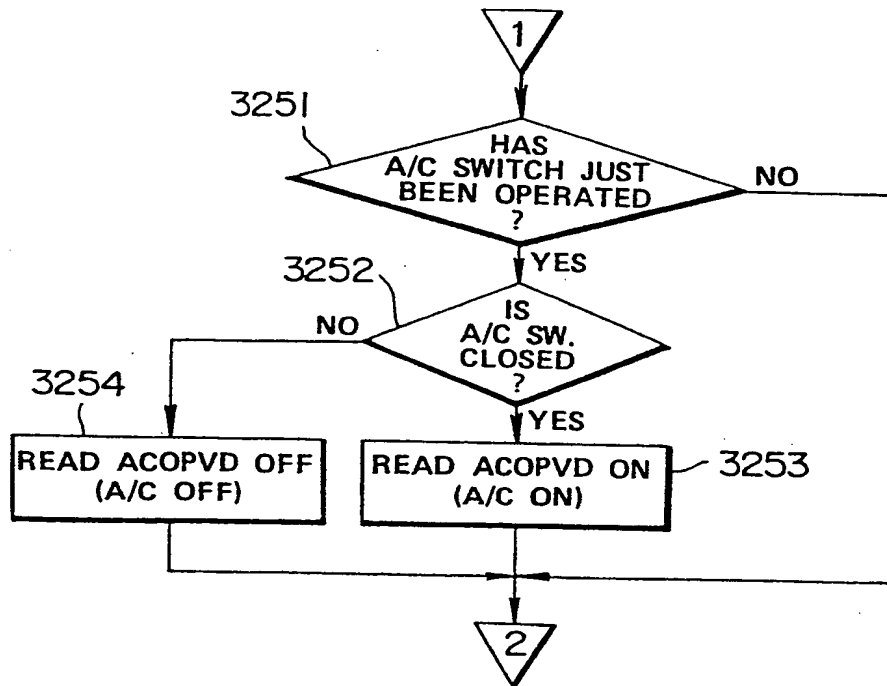 1
3251
HAS
A/C SWITCH JUST
BEEN OPERATED
?
NO
YES
3252
IS
A/C SW.
CLOSED
?
NO
YES
3254
READ ACOPVD OFF
(A/C OFF)
READ ACOPVD ON
(A/C ON)
3253
2